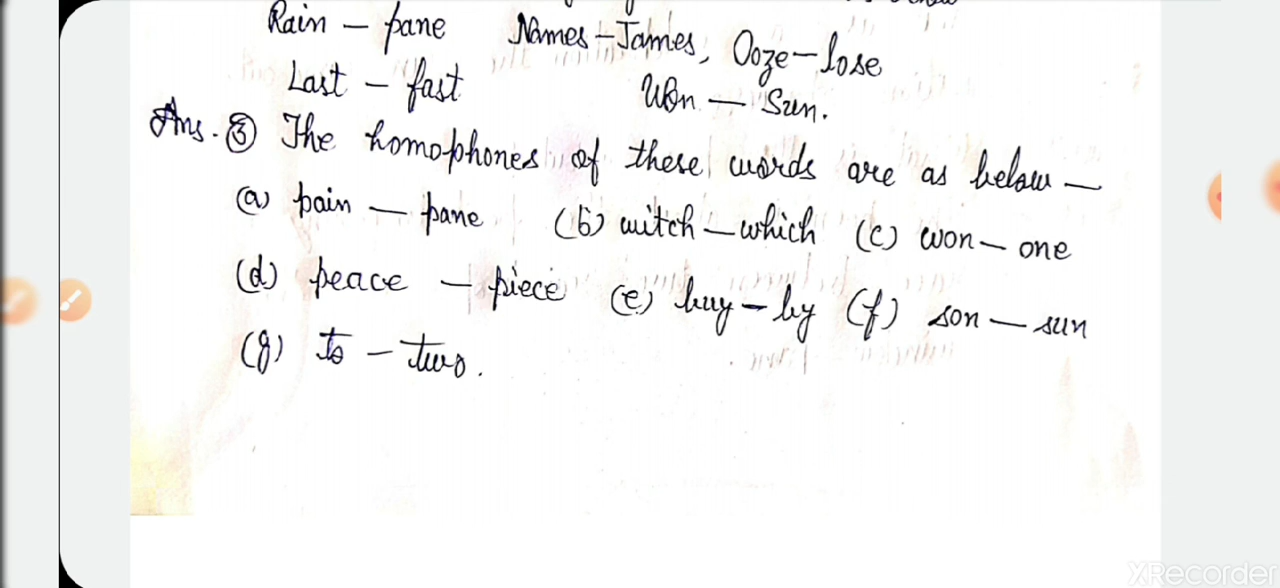 Rain - pane Names - James, Ooze - lose
Last - fast Won - Sun.
Ans. ③ The homophones of these words are as below -
(a) pain - pane (b) witch - which (c) won - one
(d) peace - piece (e) buy - by (f) son - sun
(g) to - two.
XRecorder